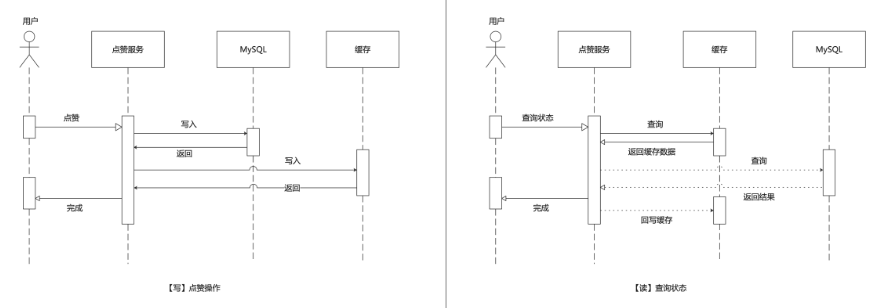 用户
点赞服务
MySQL
缓存
点赞
写入
返回
写入
返回
完成
【写】点赞操作
用户
点赞服务
缓存
MySQL
查询状态
查询
返回缓存数据
查询
返回结果
完成
回写缓存
【读】查询状态